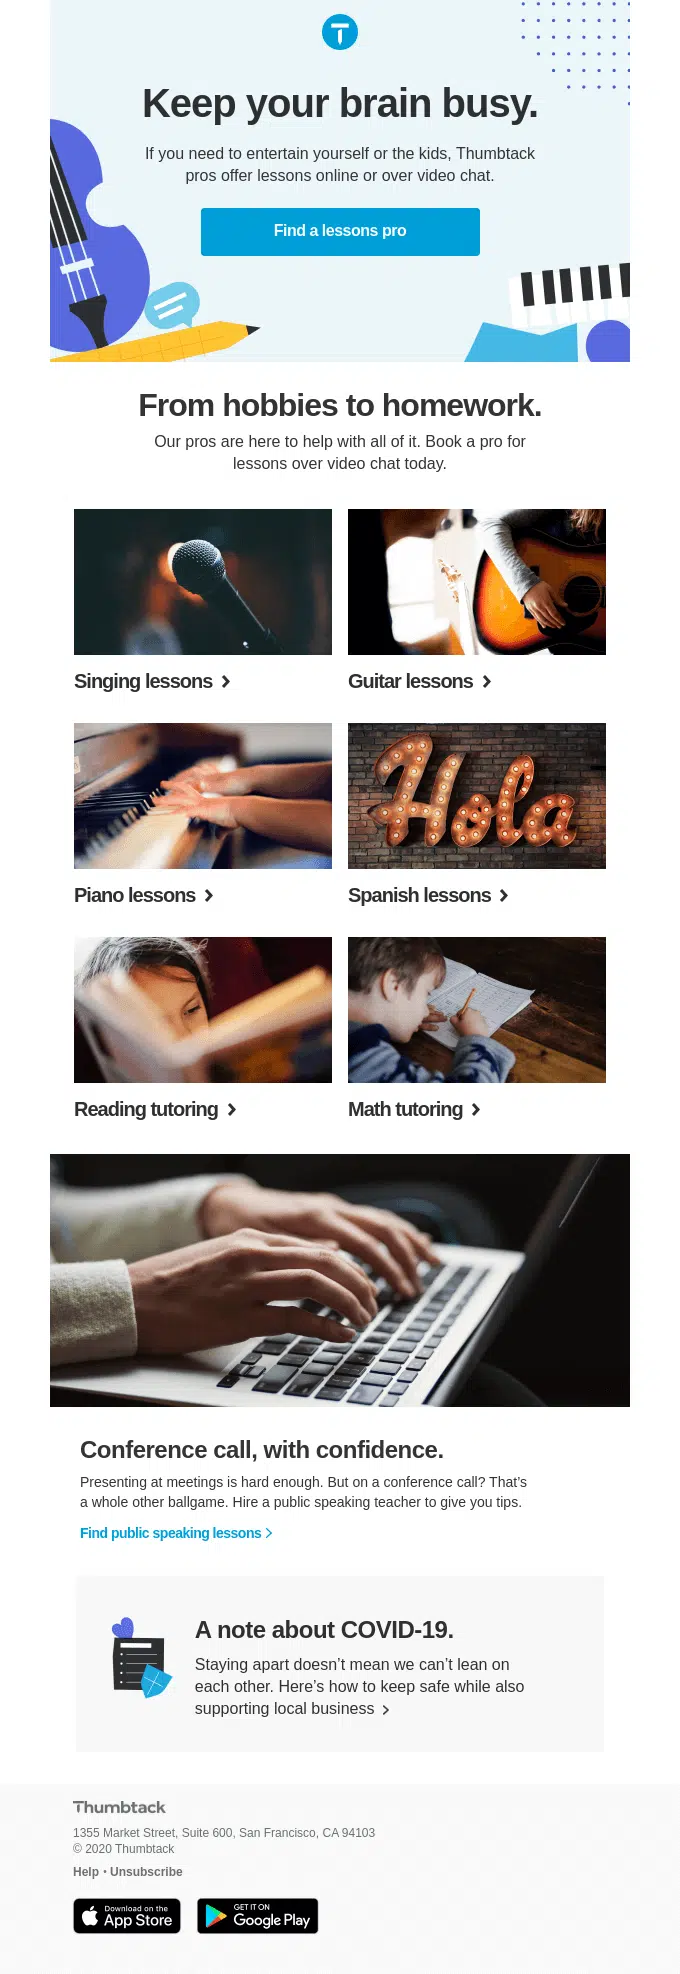 Keep your brain busy.
If you need to entertain yourself or the kids, Thumbtack
pros offer lessons online or over video chat.
Find a lessons pro
From hobbies to homework.
Our pros are here to help with all of it. Book a pro for
lessons over video chat today.
Singing lessons
Guitar lessons
Hola
Piano lessons
Spanish lessons
Reading tutoring
Math tutoring
Conference call, with confidence.
Presenting at meetings is hard enough. But on a conference call? That’s
a whole other ballgame. Hire a public speaking teacher to give you tips.
Find public speaking lessons
A note about COVID-19.
Staying apart doesn’t mean we can’t lean on
each other. Here’s how to keep safe while also
supporting local business
Thumbtack
1355 Market Street, Suite 600, San Francisco, CA 94103
© 2020 Thumbtack
Help • Unsubscribe
Download on the
App Store
GET IT ON
Google Play